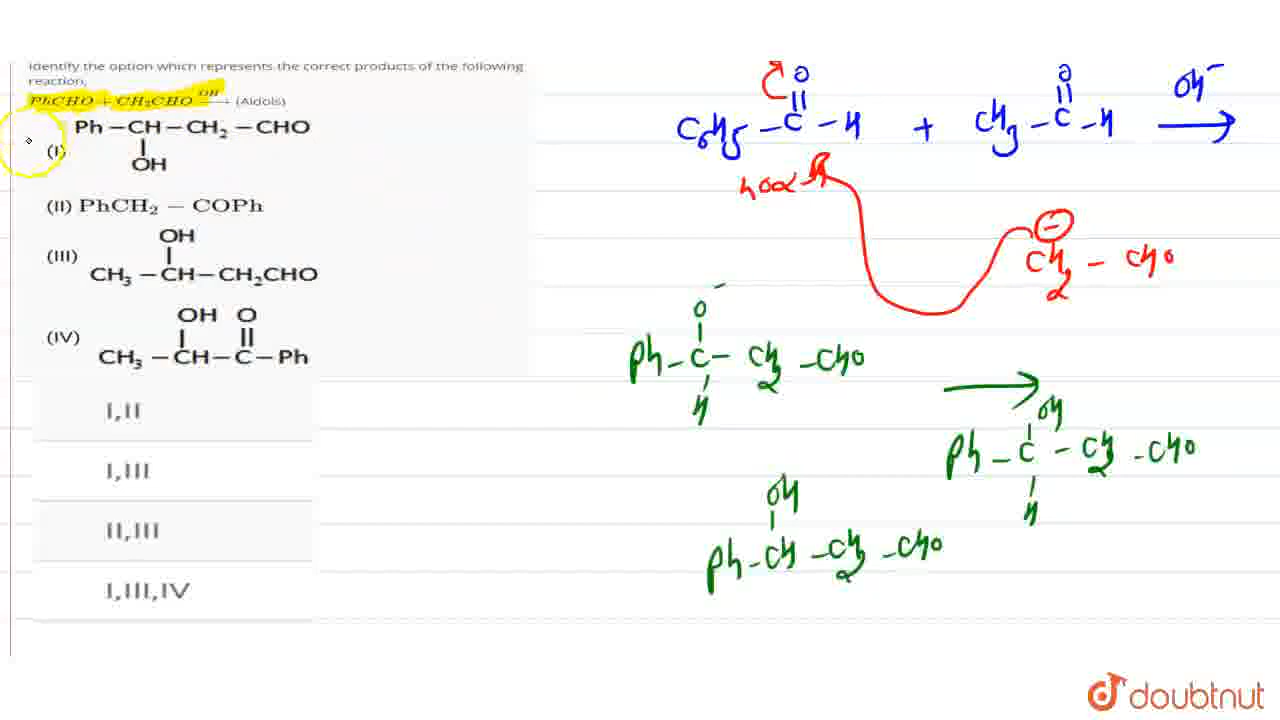 Identify the option which represents the correct products of the following
reaction,
PhCHO + CH₃CHO —OH→ (Aldols)
Ph – CH – CH₂ – CHO
(I)
OH
(II) PhCH₂ − COPh
OH
(III)
CH₃ – CH – CH₂CHO
OH O
(IV)
CH₃ – CH – C – Ph
I,II
I,III
II,III
I,III,IV
O O
C₆H₅ – C – H + CH₃ – C – H OH⁻
no α H
⊖
CH₂ – CHO
α
O⁻
Ph – C – CH₂ – CHO
H
OH
Ph – C – CH₂ – CHO
H
OH
Ph – CH – CH₂ – CHO
doubtnut